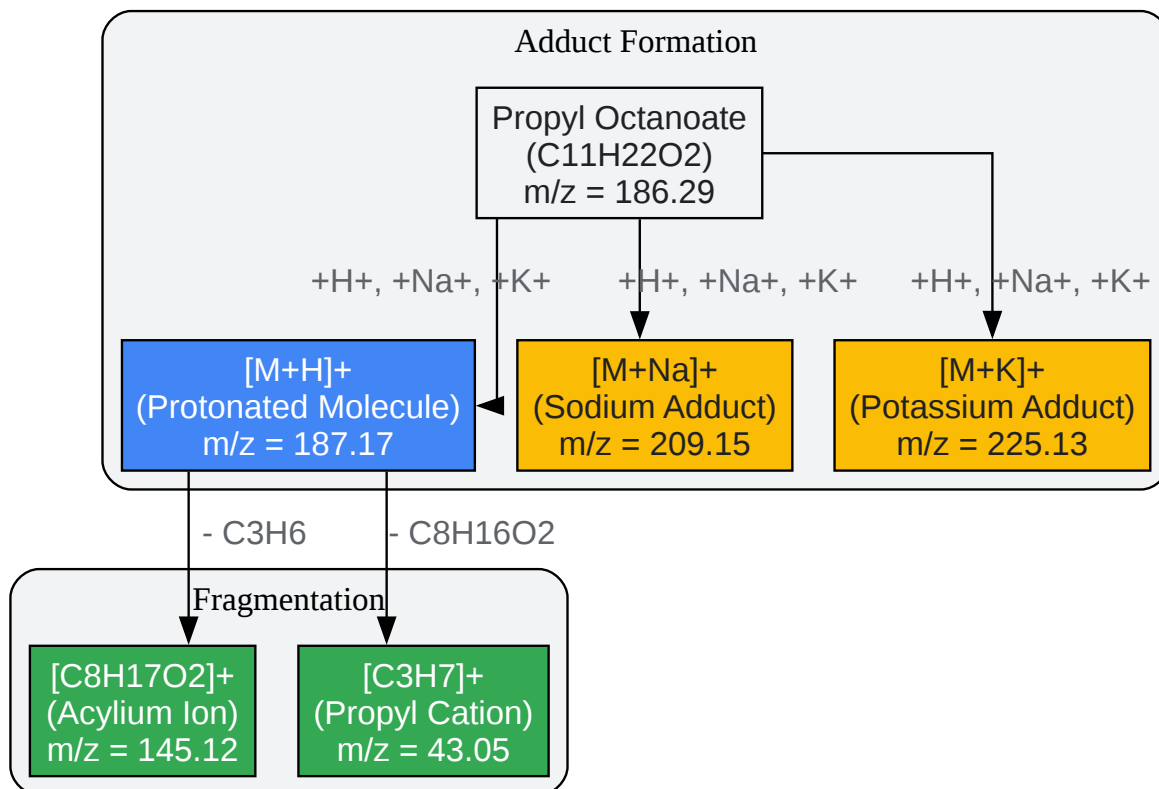 Adduct Formation
Propyl Octanoate
(C11H22O2)
m/z = 186.29
+H+, +Na+, +K+
+H+, +Na+, +K+
+H+, +Na+, +K+
[M+H]+
(Protonated Molecule)
m/z = 187.17
[M+Na]+
(Sodium Adduct)
m/z = 209.15
[M+K]+
(Potassium Adduct)
m/z = 225.13
- C3H6
- C8H16O2
Fragmentation
[C8H17O2]+
(Acylium Ion)
m/z = 145.12
[C3H7]+
(Propyl Cation)
m/z = 43.05